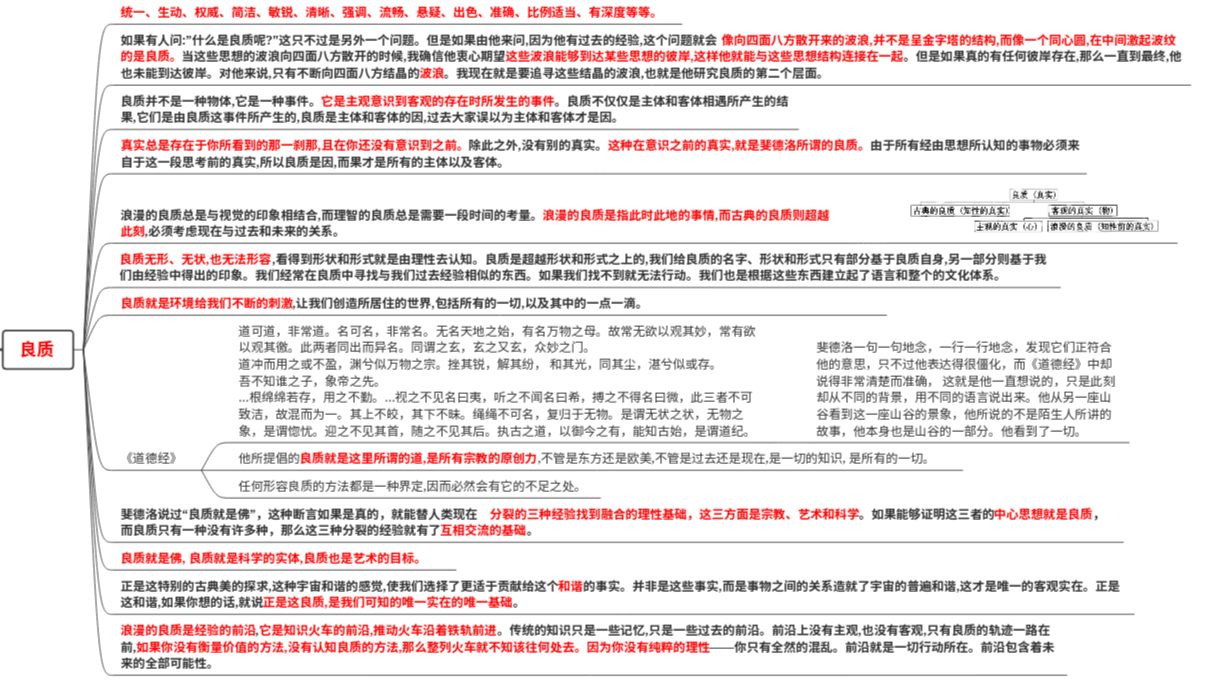 统一、生动、权威、简洁、敏锐、清晰、强调、流畅、悬疑、出色、准确、比例适当、有深度等等。
如果有人问:”什么是良质呢?"这只不过是另外一个问题。但是如果由他来问,因为他有过去的经验,这个问题就会 像向四面八方散开来的波浪,并不是呈金字塔的结构,而像一个同心圆,在中间激起波纹
的是良质。当这些思想的波浪向四面八方散开的时候,我确信他衷心期望这些波浪能够到达某些思想的彼岸,这样他就能与这些思想结构连接在一起。但是如果真的有任何彼岸存在,那么一直到最终,他
也未能到达彼岸。对他来说,只有不断向四面八方结晶的波浪。我现在就是要追寻这些结晶的波浪,也就是他研究良质的第二个层面。
良质并不是一种物体,它是一种事件。它是主观意识到客观的存在时所发生的事件。良质不仅仅是主体和客体相遇所产生的结
果,它们是由良质这事件所产生的,良质是主体和客体的因,过去大家误以为主体和客体才是因。
真实总是存在于你所看到的那一刹那,且在你还没有意识到之前。除此之外,没有别的真实。这种在意识之前的真实,就是斐德洛所谓的良质。由于所有经由思想所认知的事物必须来
自于这一段思考前的真实,所以良质是因,而果才是所有的主体以及客体。
浪漫的良质总是与视觉的印象相结合,而理智的良质总是需要一段时间的考量。浪漫的良质是指此时此地的事情,而古典的良质则超越
此刻,必须考虑现在与过去和未来的关系。
良质（真实）
古典的良质（知性的真实）
客观的真实（物）
主观的真实（心）
浪漫的良质（知性前的真实）
良质无形、无状,也无法形容,看得到形状和形式就是由理性去认知。良质是超越形状和形式之上的,我们给良质的名字、形状和形式只有部分基于良质自身,另一部分则基于我
们由经验中得出的印象。我们经常在良质中寻找与我们过去经验相似的东西。如果我们找不到就无法行动。我们也是根据这些东西建立起了语言和整个的文化体系。
良质就是环境给我们不断的刺激,让我们创造所居住的世界,包括所有的一切,以及其中的一点一滴。
良质
道可道，非常道。名可名，非常名。无名天地之始，有名万物之母。故常无欲以观其妙，常有欲
以观其徼。此两者同出而异名。同谓之玄，玄之又玄，众妙之门。
道冲而用之或不盈，渊兮似万物之宗。挫其锐，解其纷， 和其光，同其尘，湛兮似或存。
吾不知谁之子，象帝之先。
...根绵绵若存，用之不勤。...视之不见名曰夷，听之不闻名曰希，搏之不得名曰微，此三者不可
致洁，故混而为一。其上不皎，其下不昧。绳绳不可名，复归于无物。是谓无状之状，无物之
象，是谓惚恍。迎之不见其首，随之不见其后。执古之道，以御今之有，能知古始，是谓道纪。
斐德洛一句一句地念，一行一行地念，发现它们正符合
他的意思，只不过他表达得很僵化，而《道德经》中却
说得非常清楚而准确， 这就是他一直想说的，只是此刻
却从不同的背景，用不同的语言说出来。他从另一座山
谷看到这一座山谷的景象，他所说的不是陌生人所讲的
故事，他本身也是山谷的一部分。他看到了一切。
《道德经》
他所提倡的良质就是这里所谓的道,是所有宗教的原创力,不管是东方还是欧美,不管是过去还是现在,是一切的知识, 是所有的一切。
任何形容良质的方法都是一种界定,因而必然会有它的不足之处。
斐德洛说过“良质就是佛”，这种断言如果是真的，就能替人类现在 分裂的三种经验找到融合的理性基础，这三方面是宗教、艺术和科学。如果能够证明这三者的中心思想就是良质，
而良质只有一种没有许多种，那么这三种分裂的经验就有了互相交流的基础。
良质就是佛, 良质就是科学的实体,良质也是艺术的目标。
正是这特别的古典美的探求,这种宇宙和谐的感觉,使我们选择了更适于贡献给这个和谐的事实。并非是这些事实,而是事物之间的关系造就了宇宙的普遍和谐,这才是唯一的客观实在。正是
这和谐,如果你想的话,就说正是这良质,是我们可知的唯一实在的唯一基础。
浪漫的良质是经验的前沿,它是知识火车的前沿,推动火车沿着铁轨前进。传统的知识只是一些记忆,只是一些过去的前沿。前沿上没有主观,也没有客观,只有良质的轨迹一路在
前,如果你没有衡量价值的方法,没有认知良质的方法,那么整列火车就不知该往何处去。因为你没有纯粹的理性——你只有全然的混乱。前沿就是一切行动所在。前沿包含着未
来的全部可能性。